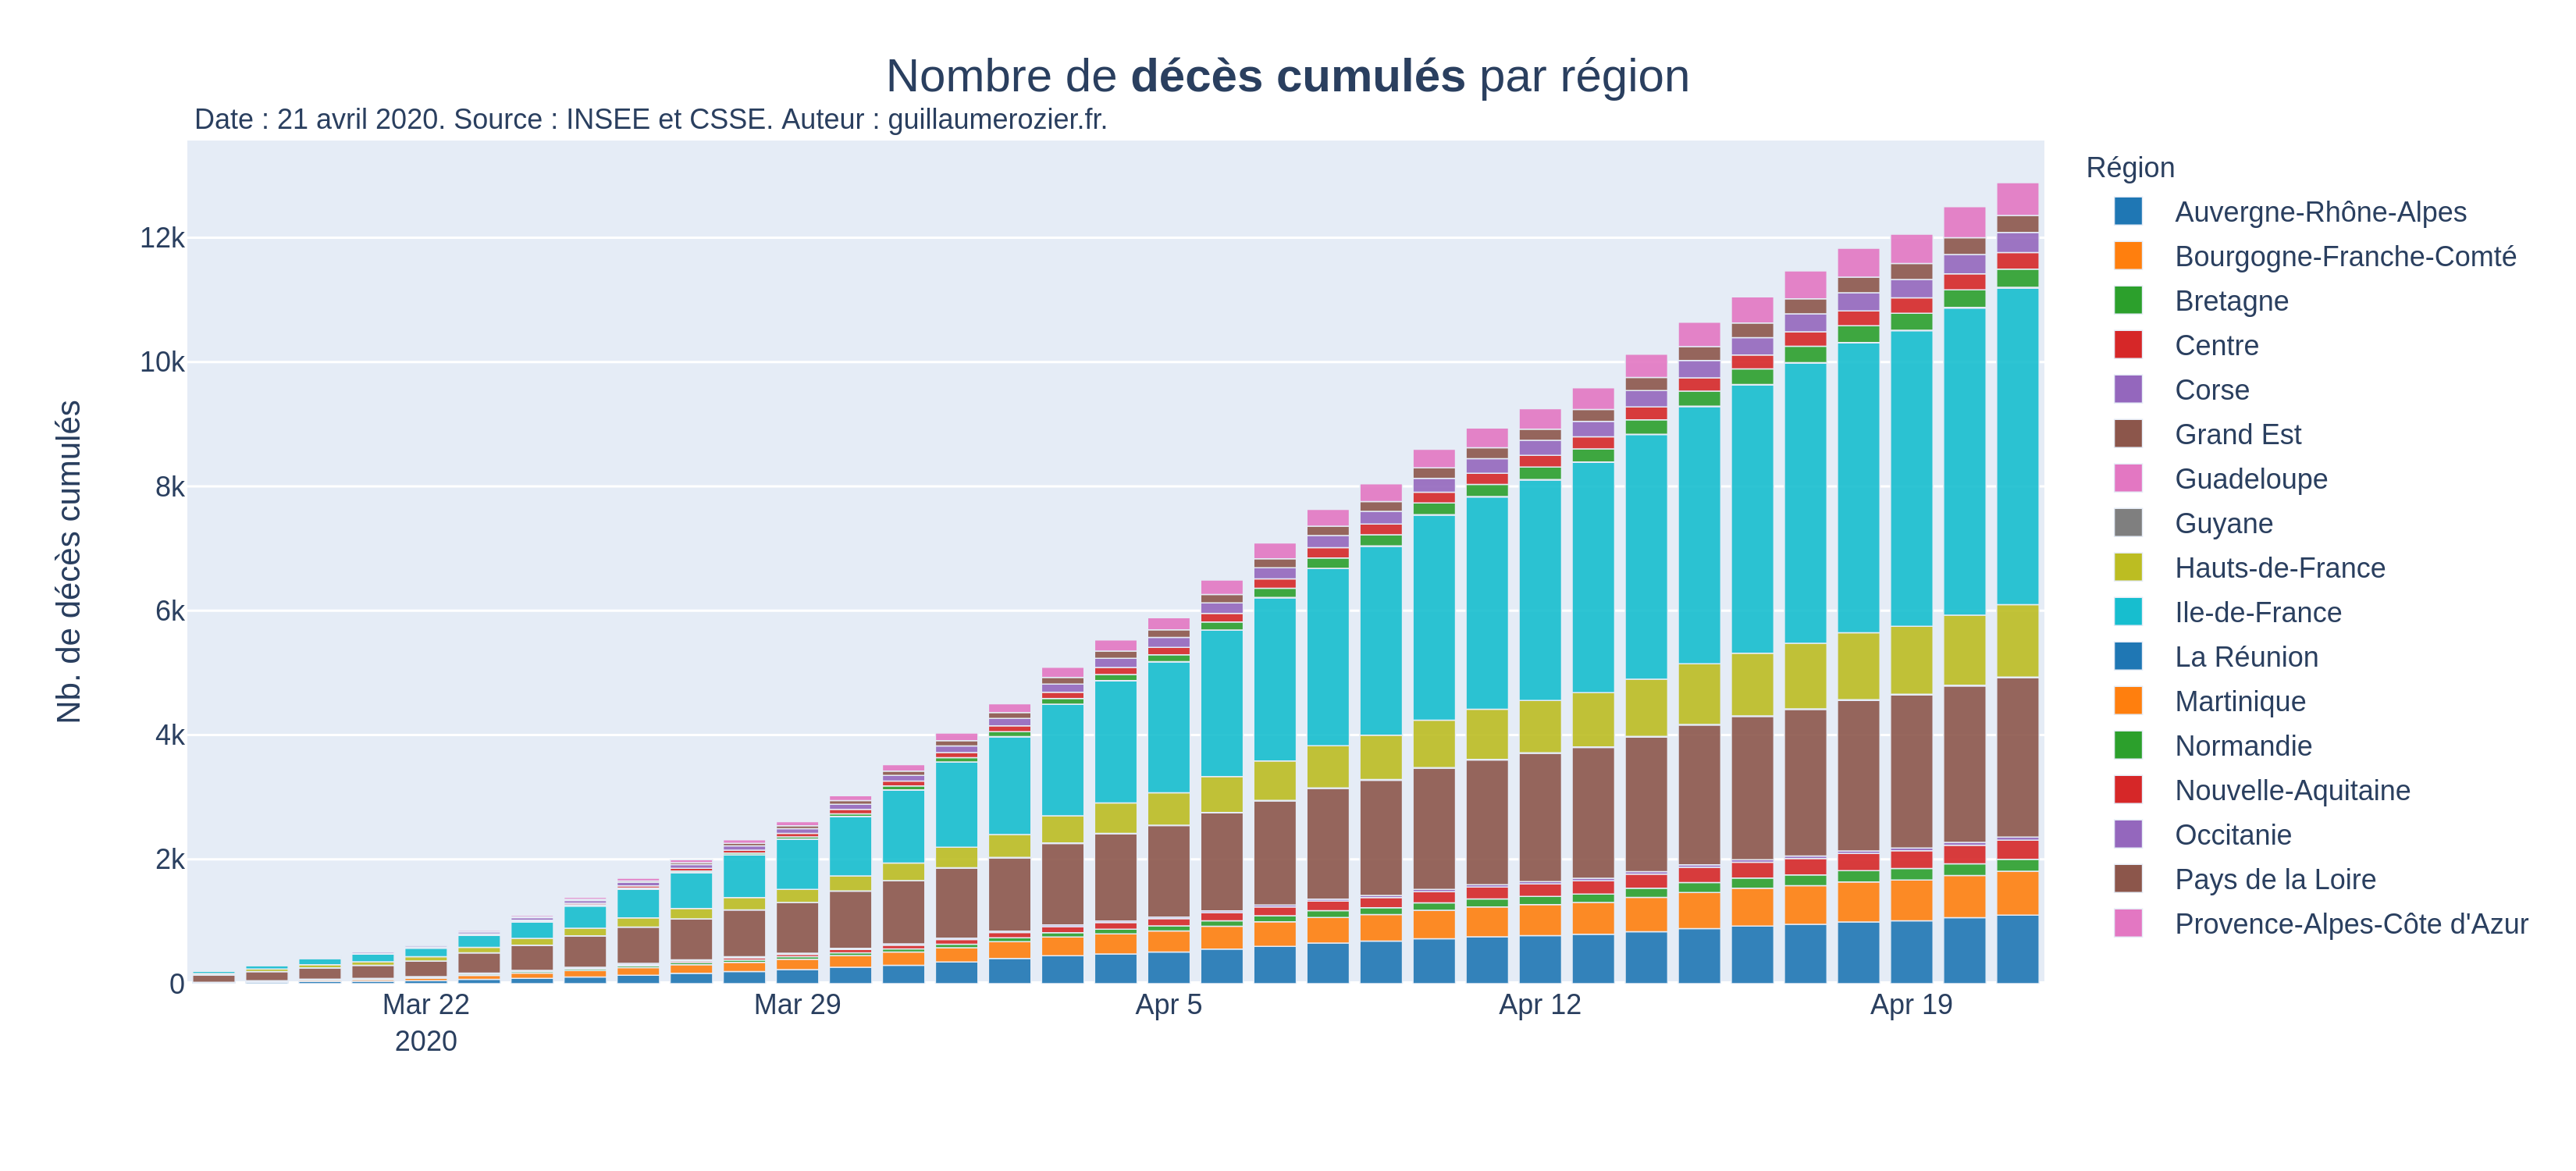 Nombre de décès cumulés par région
Date : 21 avril 2020. Source : INSEE et CSSE. Auteur : guillaumerozier.fr.
Nb. de décès cumulés
12k
10k
8k
6k
4k
2k
0
Mar 22
2020
Mar 29
Apr 5
Apr 12
Apr 19
Région
Auvergne-Rhône-Alpes
Bourgogne-Franche-Comté
Bretagne
Centre
Corse
Grand Est
Guadeloupe
Guyane
Hauts-de-France
Ile-de-France
La Réunion
Martinique
Normandie
Nouvelle-Aquitaine
Occitanie
Pays de la Loire
Provence-Alpes-Côte d'Azur